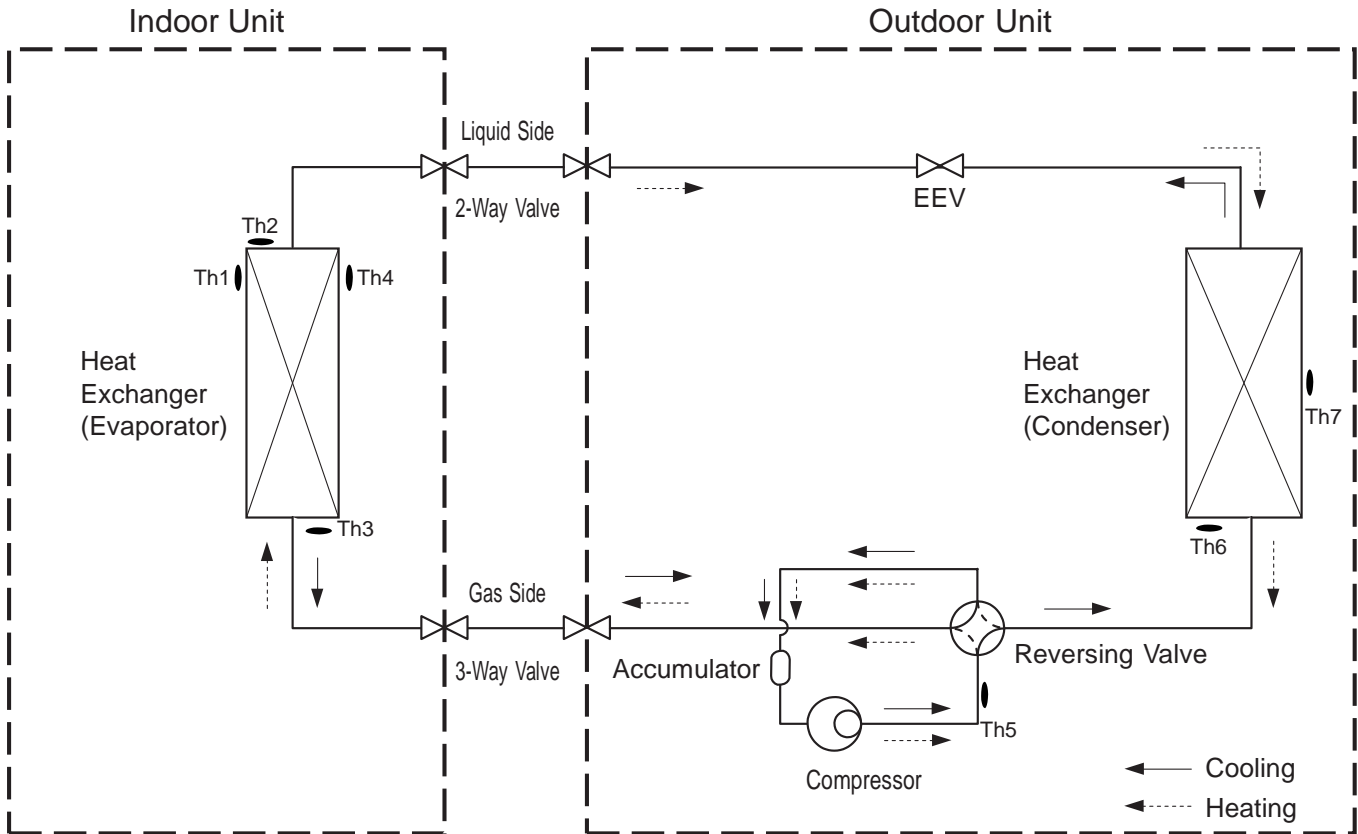 Indoor Unit
Outdoor Unit
Liquid Side
2-Way Valve
EEV
Th2
Th1
Th4
Heat
Exchanger
(Evaporator)
Heat
Exchanger
(Condenser)
Th7
Th3
Th6
Gas Side
3-Way Valve
Accumulator
Reversing Valve
Th5
Compressor
Cooling
Heating